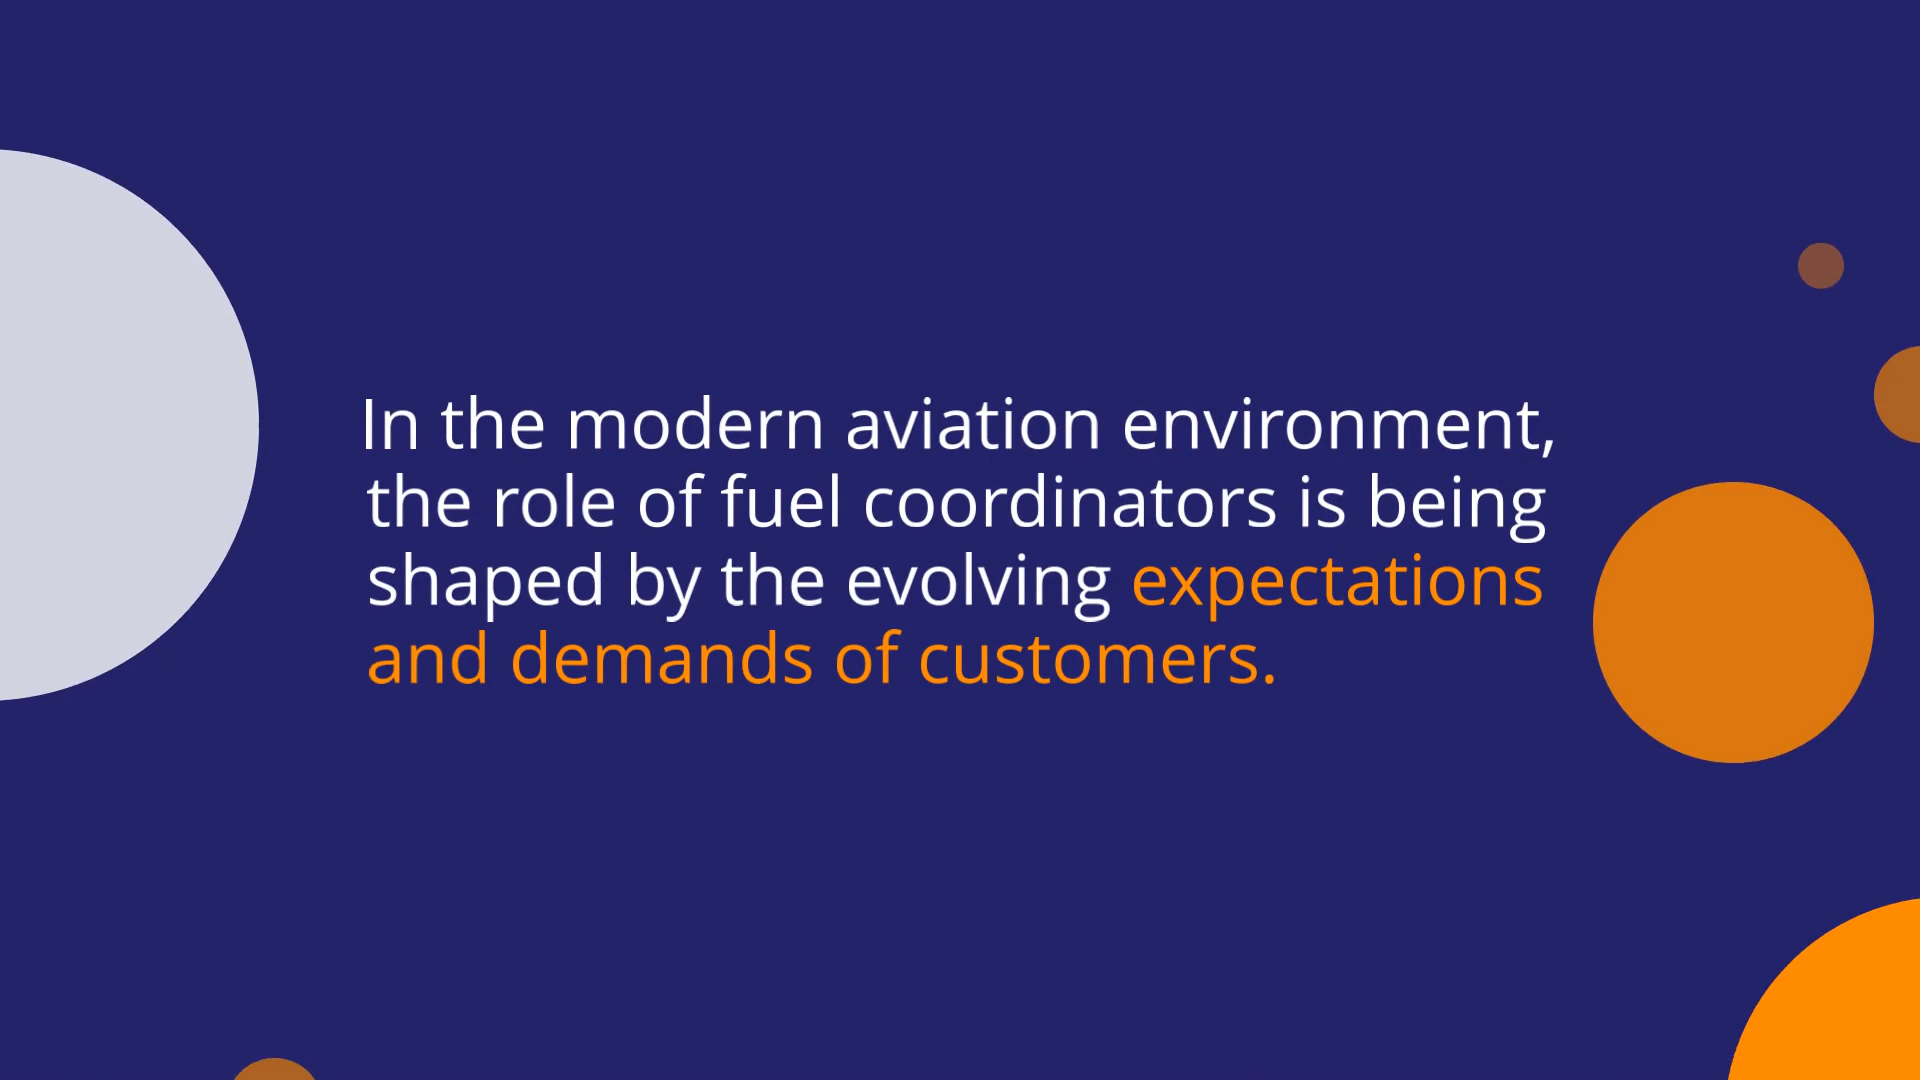 In the modern aviation environment,
the role of fuel coordinators is being
shaped by the evolving expectations
and demands of customers.